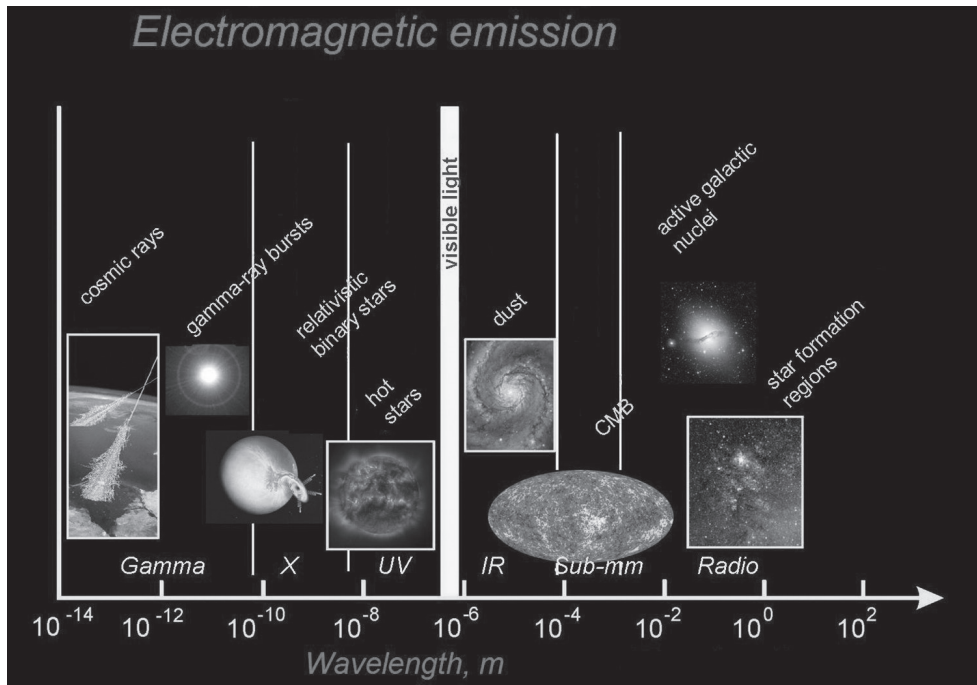 Electromagnetic emission
cosmic rays
gamma-ray bursts
relativistic
binary stars
hot
stars
visible light
dust
CMB
active galactic
nuclei
star formation
regions
Gamma
X
UV
IR
Sub-mm
Radio
10^-14
10^-12
10^-10
10^-8
10^-6
10^-4
10^-2
10^0
10^2
Wavelength, m